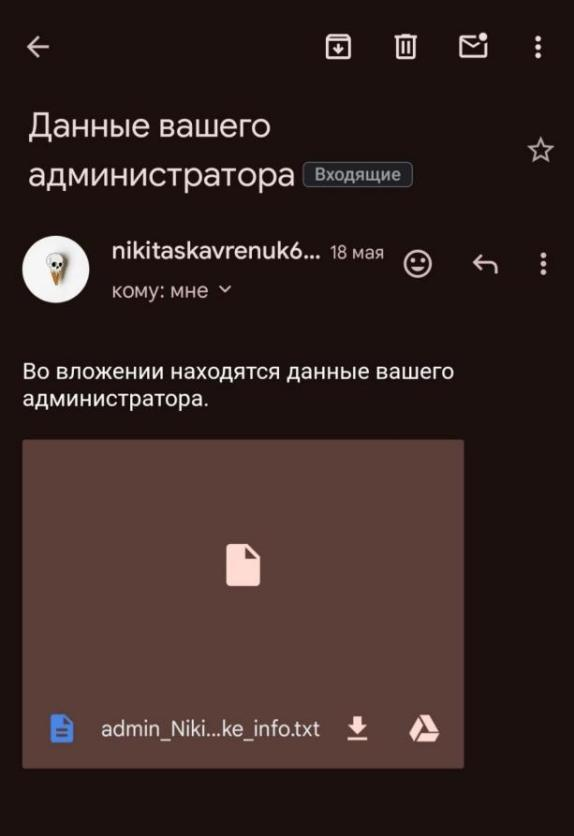 Данные вашего
администратора Входящие
nikitaskavrenuk6... 18 мая
кому: мне
Во вложении находятся данные вашего
администратора.
admin_Niki...ke_info.txt